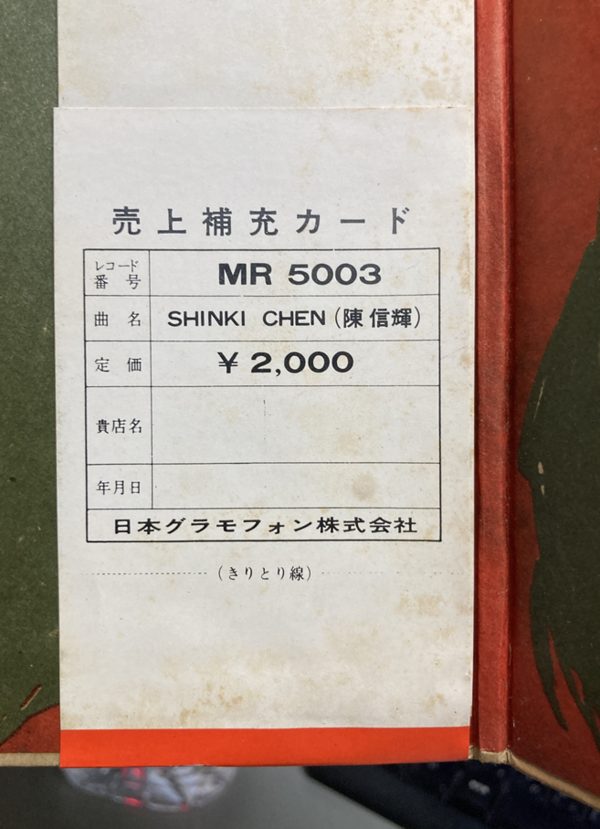 売上補充カード
レコード番号 MR 5003
曲名 SHINKI CHEN (陳信輝)
定価 ¥2,000
貴店名
年月日
日本グラモフォン株式会社
(きりとり線)